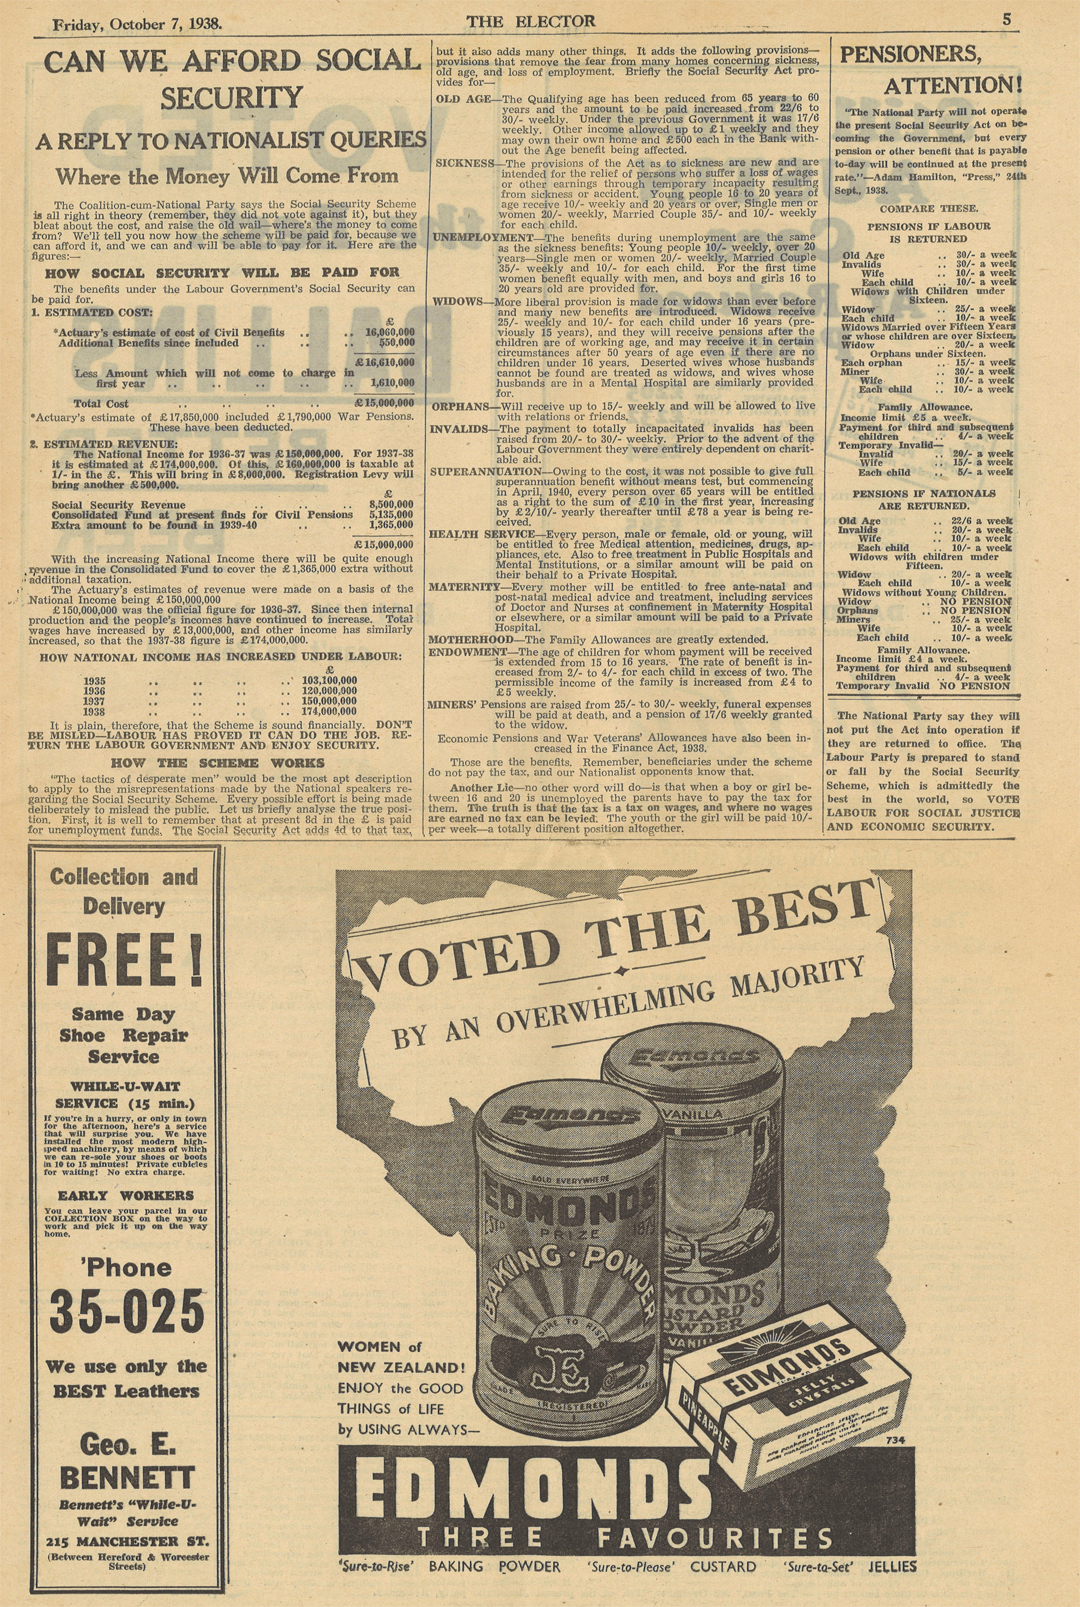 Friday, October 7, 1938.
THE ELECTOR
5
CAN WE AFFORD SOCIAL
SECURITY
A REPLY TO NATIONALIST QUERIES
Where the Money Will Come From
The Coalition-cum-National Party says the Social Security Scheme
is all right in theory (remember, they did not vote against it), but they
bleat about the cost, and raise the old wail—where's the money to come
from? We'll tell you now how the scheme will be paid for, because we
can afford it, and we can and will be able to pay for it. Here are the
figures:—
HOW SOCIAL SECURITY WILL BE PAID FOR
The benefits under the Labour Government's Social Security can
be paid for.
1. ESTIMATED COST:
£
*Actuary's estimate of cost of Civil Benefits .. .. 16,060,000
Additional Benefits since included .. .. .. 550,000
£16,610,000
Less Amount which will not come to charge in
first year .. .. .. .. .. 1,610,000
Total Cost .. .. .. .. £15,000,000
*Actuary's estimate of £17,850,000 included £1,790,000 War Pensions.
These have been deducted.
2. ESTIMATED REVENUE:
The National Income for 1936-37 was £150,000,000. For 1937-38
it is estimated at £174,000,000. Of this, £160,000,000 is taxable at
1/- in the £. This will bring in £8,000,000. Registration Levy will
bring another £500,000.
£
Social Security Revenue .. .. .. 8,500,000
Consolidated Fund at present finds for Civil Pensions 5,135,000
Extra amount to be found in 1939-40 .. .. 1,365,000
£15,000,000
With the increasing National Income there will be quite enough
revenue in the Consolidated Fund to cover the £1,365,000 extra without
additional taxation.
The Actuary's estimates of revenue were made on a basis of the
National Income being £150,000,000
£150,000,000 was the official figure for 1936-37. Since then internal
production and the people's incomes have continued to increase. Total
wages have increased by £13,000,000, and other income has similarly
increased, so that the 1937-38 figure is £174,000,000.
HOW NATIONAL INCOME HAS INCREASED UNDER LABOUR:
£
1935 .. .. .. .. 103,100,000
1936 .. .. .. .. 120,000,000
1937 .. .. .. .. 150,000,000
1938 .. .. .. .. 174,000,000
It is plain, therefore, that the Scheme is sound financially. DON'T
BE MISLED—LABOUR HAS PROVED IT CAN DO THE JOB. RE-
TURN THE LABOUR GOVERNMENT AND ENJOY SECURITY.
HOW THE SCHEME WORKS
"The tactics of desperate men" would be the most apt description
to apply to the misrepresentations made by the National speakers re-
garding the Social Security Scheme. Every possible effort is being made
deliberately to mislead the public. Let us briefly analyse the true posi-
tion. First, it is well to remember that at present 8d in the £ is paid
for unemployment funds. The Social Security Act adds 4d to that tax,
but it also adds many other things. It adds the following provisions—
provisions that remove the fear from many homes concerning sickness,
old age, and loss of employment. Briefly the Social Security Act pro-
vides for—
OLD AGE—The Qualifying age has been reduced from 65 years to 60
years and the amount to be paid increased from 22/6 to
30/- weekly. Under the previous Government it was 17/6
weekly. Other income allowed up to £1 weekly and they
may own their own home and £500 each in the Bank with-
out the Age benefit being affected.
SICKNESS—The provisions of the Act as to sickness are new and are
intended for the relief of persons who suffer a loss of wages
or other earnings through temporary incapacity resulting
from sickness or accident. Young people 16 to 20 years of
age receive 10/- weekly and 20 years or over, Single men or
women 20/- weekly, Married Couple 35/- and 10/- weekly
for each child.
UNEMPLOYMENT—The benefits during unemployment are the same
as the sickness benefits: Young people 10/- weekly, over 20
years—Single men or women 20/- weekly, Married Couple
35/- weekly and 10/- for each child. For the first time
women benefit equally with men, and boys and girls 16 to
20 years old are provided for.
WIDOWS—More liberal provision is made for widows than ever before
and many new benefits are introduced. Widows receive
25/- weekly and 10/- for each child under 16 years (pre-
viously 15 years), and they will receive pensions after the
children are of working age, and may receive it in certain
circumstances after 50 years of age even if there are no
children under 16 years. Deserted wives whose husbands
cannot be found are treated as widows, and wives whose
husbands are in a Mental Hospital are similarly provided
for.
ORPHANS—Will receive up to 15/- weekly and will be allowed to live
with relations or friends.
INVALIDS—The payment to totally incapacitated invalids has been
raised from 20/- to 30/- weekly. Prior to the advent of the
Labour Government they were entirely dependent on charit-
able aid.
SUPERANNUATION—Owing to the cost, it was not possible to give full
superannuation benefit without means test, but commencing
in April, 1940, every person over 65 years will be entitled
as a right to the sum of £10 in the first year, increasing
by £2/10/- yearly thereafter until £78 a year is being re-
ceived.
HEALTH SERVICE—Every person, male or female, old or young, will
be entitled to free Medical attention, medicines, drugs, ap-
pliances, etc. Also to free treatment in Public Hospitals and
Mental Institutions, or a similar amount will be paid on
their behalf to a Private Hospital.
MATERNITY—Every mother will be entitled to free ante-natal and
post-natal medical advice and treatment, including services
of Doctor and Nurses at confinement in Maternity Hospital
or elsewhere, or a similar amount will be paid to a Private
Hospital.
MOTHERHOOD—The Family Allowances are greatly extended.
ENDOWMENT—The age of children for whom payment will be received
is extended from 15 to 16 years. The rate of benefit is in-
creased from 2/- to 4/- for each child in excess of two. The
permissible income of the family is increased from £4 to
£5 weekly.
MINERS' Pensions are raised from 25/- to 30/- weekly, funeral expenses
will be paid at death, and a pension of 17/6 weekly granted
to the widow.
Economic Pensions and War Veterans' Allowances have also been in-
creased in the Finance Act, 1938.
Those are the benefits. Remember, beneficiaries under the scheme
do not pay the tax, and our Nationalist opponents know that.
Another Lie—no other word will do—is that when a boy or girl be-
tween 16 and 20 is unemployed the parents have to pay the tax for
them. The truth is that the tax is a tax on wages, and where no wages
are earned no tax can be levied. The youth or the girl will be paid 10/-
per week—a totally different position altogether.
PENSIONERS,
ATTENTION!
"The National Party will not operate
the present Social Security Act on be-
coming the Government, but every
pension or other benefit that is payable
to-day will be continued at the present
rate."—Adam Hamilton, "Press," 24th
Sept., 1938.
COMPARE THESE.
PENSIONS IF LABOUR
IS RETURNED
Old Age .. 30/- a week
Invalids .. 30/- a week
Wife .. 10/- a week
Each child .. 10/- a week
Widows with Children under
Sixteen.
Widow .. 25/- a week
Each child .. 10/- a week
Widows Married over Fifteen Years
or whose children are over Sixteen.
Widow .. 20/- a week
Orphans under Sixteen.
Each orphan .. 15/- a week
Miner .. 30/- a week
Wife .. 10/- a week
Each child .. 10/- a week
Family Allowance.
Income limit £5 a week.
Payment for third and subsequent
children .. 4/- a week
Temporary Invalid—
Invalid .. 20/- a week
Wife .. 15/- a week
Each child .. 5/- a week
PENSIONS IF NATIONALS
ARE RETURNED.
Old Age .. 22/6 a week
Invalids .. 20/- a week
Wife .. 10/- a week
Each child 10/- a week
Widows with children under
Fifteen.
Widow .. 20/- a week
Each child 10/- a week
Widows without Young Children.
Widow .. NO PENSION
Orphans NO PENSION
Miners .. 25/- a week
Wife .. 10/- a week
Each child .. 10/- a week
Family Allowance.
Income limit £4 a week.
Payment for third and subsequent
children .. 4/- a week
Temporary Invalid NO PENSION
The National Party say they will
not put the Act into operation if
they are returned to office. The
Labour Party is prepared to stand
or fall by the Social Security
Scheme, which is admittedly the
best in the world, so VOTE
LABOUR FOR SOCIAL JUSTICE
AND ECONOMIC SECURITY.
Collection and
Delivery
FREE!
Same Day
Shoe Repair
Service
WHILE-U-WAIT
SERVICE (15 min.)
If you're in a hurry, or only in town
for the afternoon, here's a service
that will surprise you. We have
installed the most modern high-
speed machinery, by means of which
we can re-sole your shoes or boots
in 10 to 15 minutes! Private cubicles
for waiting! No extra charge.
EARLY WORKERS
You can leave your parcel in our
COLLECTION BOX on the way to
work and pick it up on the way
home.
'Phone
35-025
We use only the
BEST Leathers
Geo. E.
BENNETT
Bennett's "While-U-
Wait" Service
215 MANCHESTER ST.
(Between Hereford & Worcester
Streets)
VOTED THE BEST
BY AN OVERWHELMING MAJORITY
Edmonds
VANILLA
Edmonds
SOLD EVERYWHERE
EDMONDS
ESTD PRIZE 1879
BAKING · POWDER
SURE TO RISE
E
TRADE MARK
(REGISTERED)
MONDS
USTARD
OWDER
VANILL
EDMONDS
JELLY
CRYSTALS
PINEAPPLE
WOMEN of
NEW ZEALAND!
ENJOY the GOOD
THINGS of LIFE
by USING ALWAYS—
734
EDMONDS
THREE FAVOURITES
'Sure-to-Rise' BAKING POWDER 'Sure-to-Please' CUSTARD 'Sure-to-Set' JELLIES